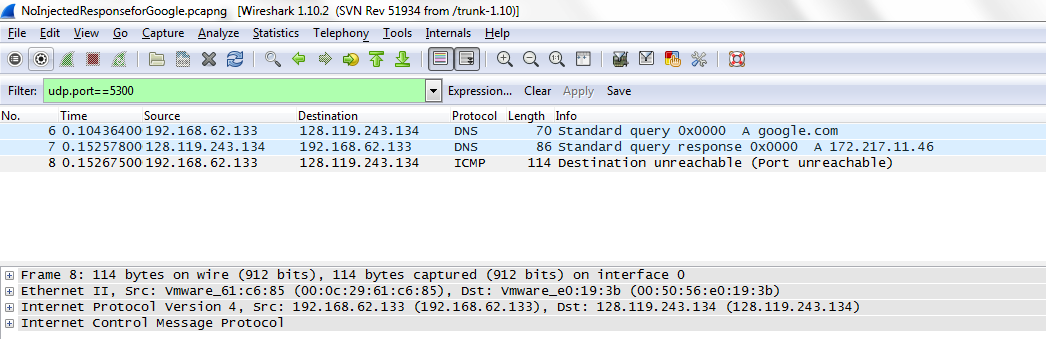 NoInjectedResponseforGoogle.pcapng [Wireshark 1.10.2 (SVN Rev 51934 from /trunk-1.10)]
File Edit View Go Capture Analyze Statistics Telephony Tools Internals Help
Filter: udp.port==5300 Expression... Clear Apply Save
No. Time Source Destination Protocol Length Info
6 0.10436400 192.168.62.133 128.119.243.134 DNS 70 Standard query 0x0000 A google.com
7 0.15257800 128.119.243.134 192.168.62.133 DNS 86 Standard query response 0x0000 A 172.217.11.46
8 0.15267500 192.168.62.133 128.119.243.134 ICMP 114 Destination unreachable (Port unreachable)
Frame 8: 114 bytes on wire (912 bits), 114 bytes captured (912 bits) on interface 0
Ethernet II, Src: Vmware_61:c6:85 (00:0c:29:61:c6:85), Dst: Vmware_e0:19:3b (00:50:56:e0:19:3b)
Internet Protocol Version 4, Src: 192.168.62.133 (192.168.62.133), Dst: 128.119.243.134 (128.119.243.134)
Internet Control Message Protocol